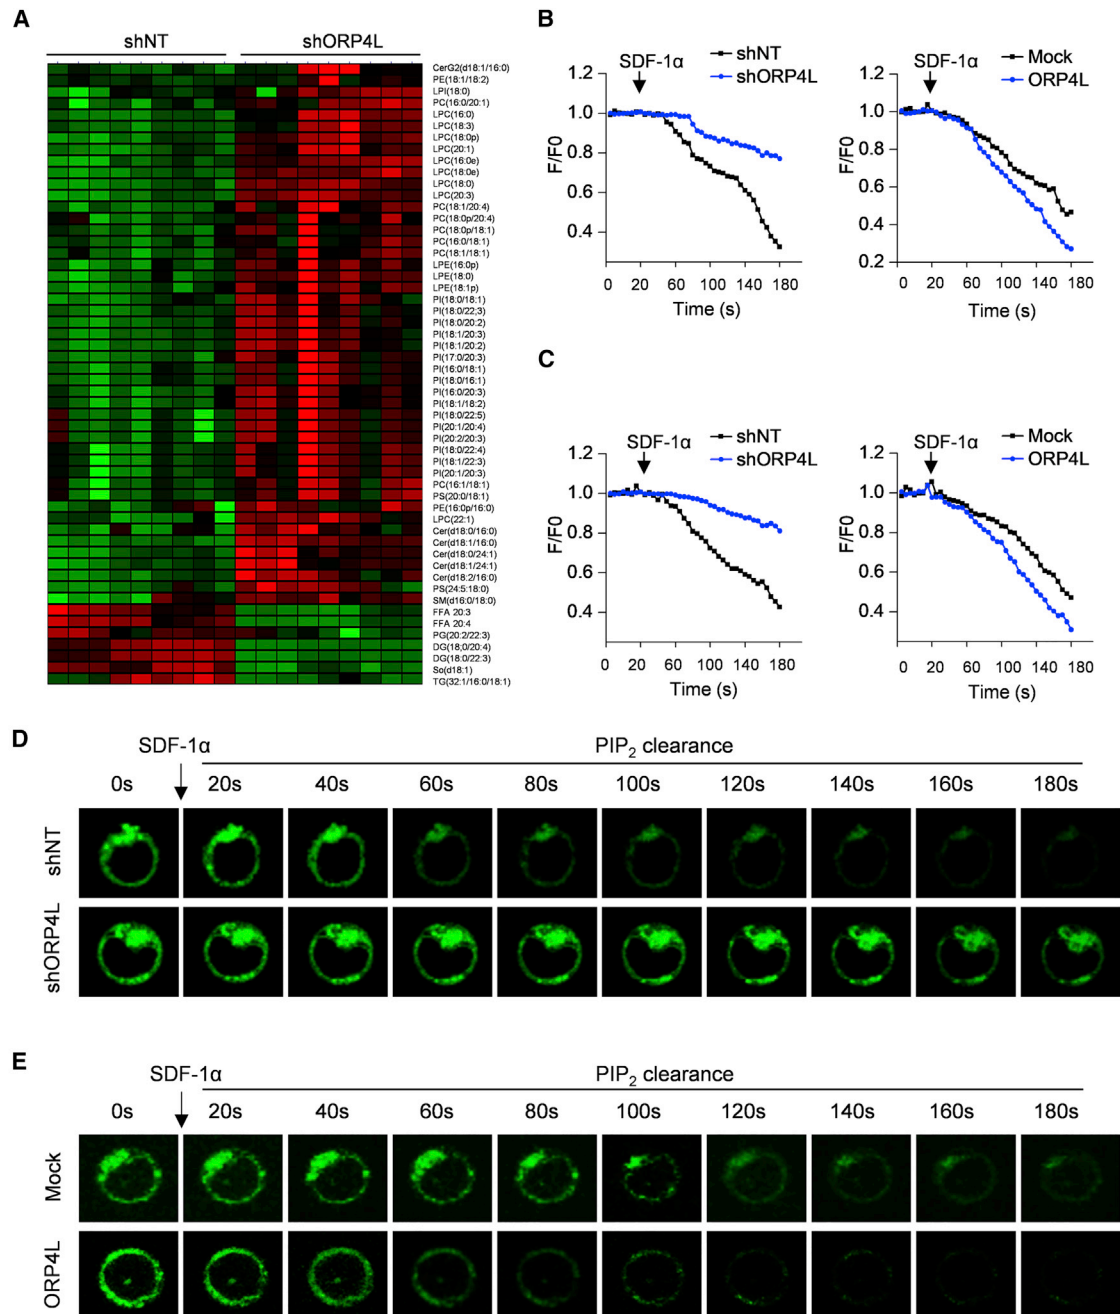 A
shNT
shORP4L
CerG2(d18:1/16:0)
PE(18:1/18:2)
LPI(18:0)
PC(16:0/20:1)
LPC(16:0)
LPC(18:3)
LPC(18:0p)
LPC(20:1)
LPC(16:0e)
LPC(18:0e)
LPC(18:0)
LPC(20:3)
PC(18:1/20:4)
PC(18:0p/20:4)
PC(18:0p/18:1)
PC(16:0/18:1)
PC(18:1/18:1)
LPE(16:0p)
LPE(18:0)
LPE(18:1p)
PI(18:0/18:1)
PI(18:0/22;3)
PI(18:0/20:2)
PI(18:1/20:3)
PI(18:1/20:2)
PI(17:0/20:3)
PI(16:0/18:1)
PI(18:0/16:1)
PI(16:0/20:3)
PI(18:1/18:2)
PI(18:0/22:5)
PI(20:1/20:4)
PI(20:2/20:3)
PI(18:0/22:4)
PI(18:1/22:3)
PI(20:1/20:3)
PC(16:1/18:1)
PS(20:0/18:1)
PE(16:0p/16:0)
LPC(22:1)
Cer(d18:0/16:0)
Cer(d18:1/16:0)
Cer(d18:0/24:1)
Cer(d18:1/24:1)
Cer(d18:2/16:0)
PS(24:5:18:0)
SM(d16:0/18:0)
FFA 20:3
FFA 20:4
PG(20:2/22:3)
DG(18;0/20:4)
DG(18:0/22:3)
So(d18:1)
TG(32:1/16:0/18:1)
B
SDF-1α
shNT
shORP4L
F/F0
1.2
1.0
0.8
0.6
0.4
0 20 60 100 140 180
Time (s)
SDF-1α
Mock
ORP4L
F/F0
1.2
1.0
0.8
0.6
0.4
0.2
0 20 60 100 140 180
Time (s)
C
SDF-1α
shNT
shORP4L
F/F0
1.2
1.0
0.8
0.6
0.4
0 20 60 100 140 180
Time (s)
SDF-1α
Mock
ORP4L
F/F0
1.2
1.0
0.8
0.6
0.4
0 20 60 100 140 180
Time (s)
D
SDF-1α
PIP₂ clearance
0s 20s 40s 60s 80s 100s 120s 140s 160s 180s
shNT
shORP4L
E
SDF-1α
PIP₂ clearance
0s 20s 40s 60s 80s 100s 120s 140s 160s 180s
Mock
ORP4L